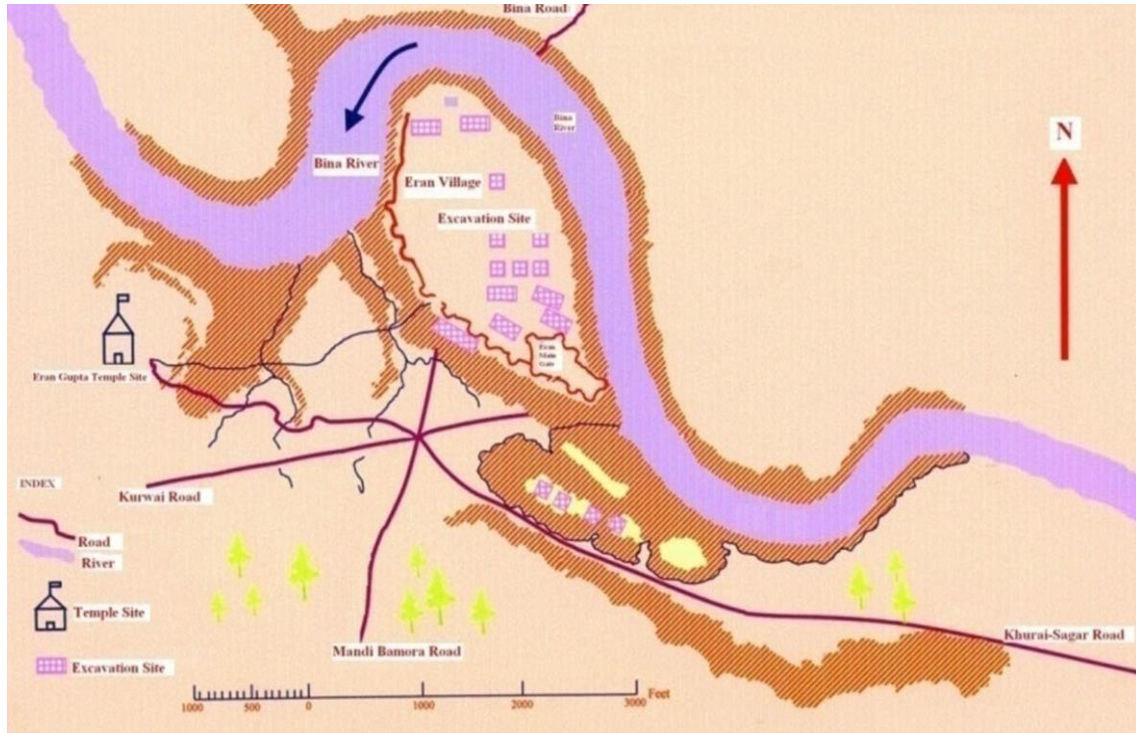 Bina Road
N
Bina
River
Bina River
Eran Village
Excavation Site
Eran
Main
Gate
Eran Gupta Temple Site
INDEX
Kurwai Road
Road
River
Temple Site
Khurai-Sagar Road
Mandi Bamora Road
Excavation Site
Feet
1000 500 0 1000 2000 3000